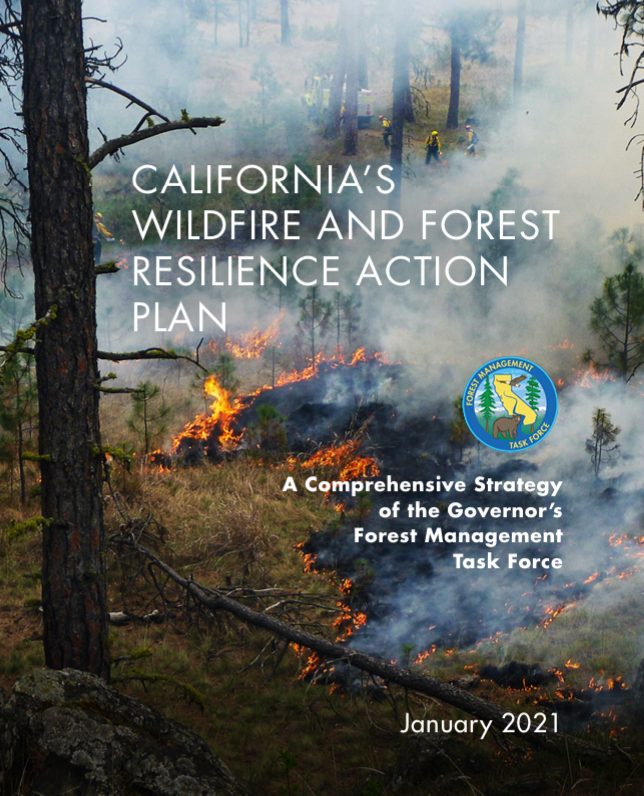 CALIFORNIA'S
WILDFIRE AND FOREST
RESILIENCE ACTION
PLAN
FOREST MANAGEMENT
TASK FORCE
A Comprehensive Strategy
of the Governor's
Forest Management
Task Force
January 2021